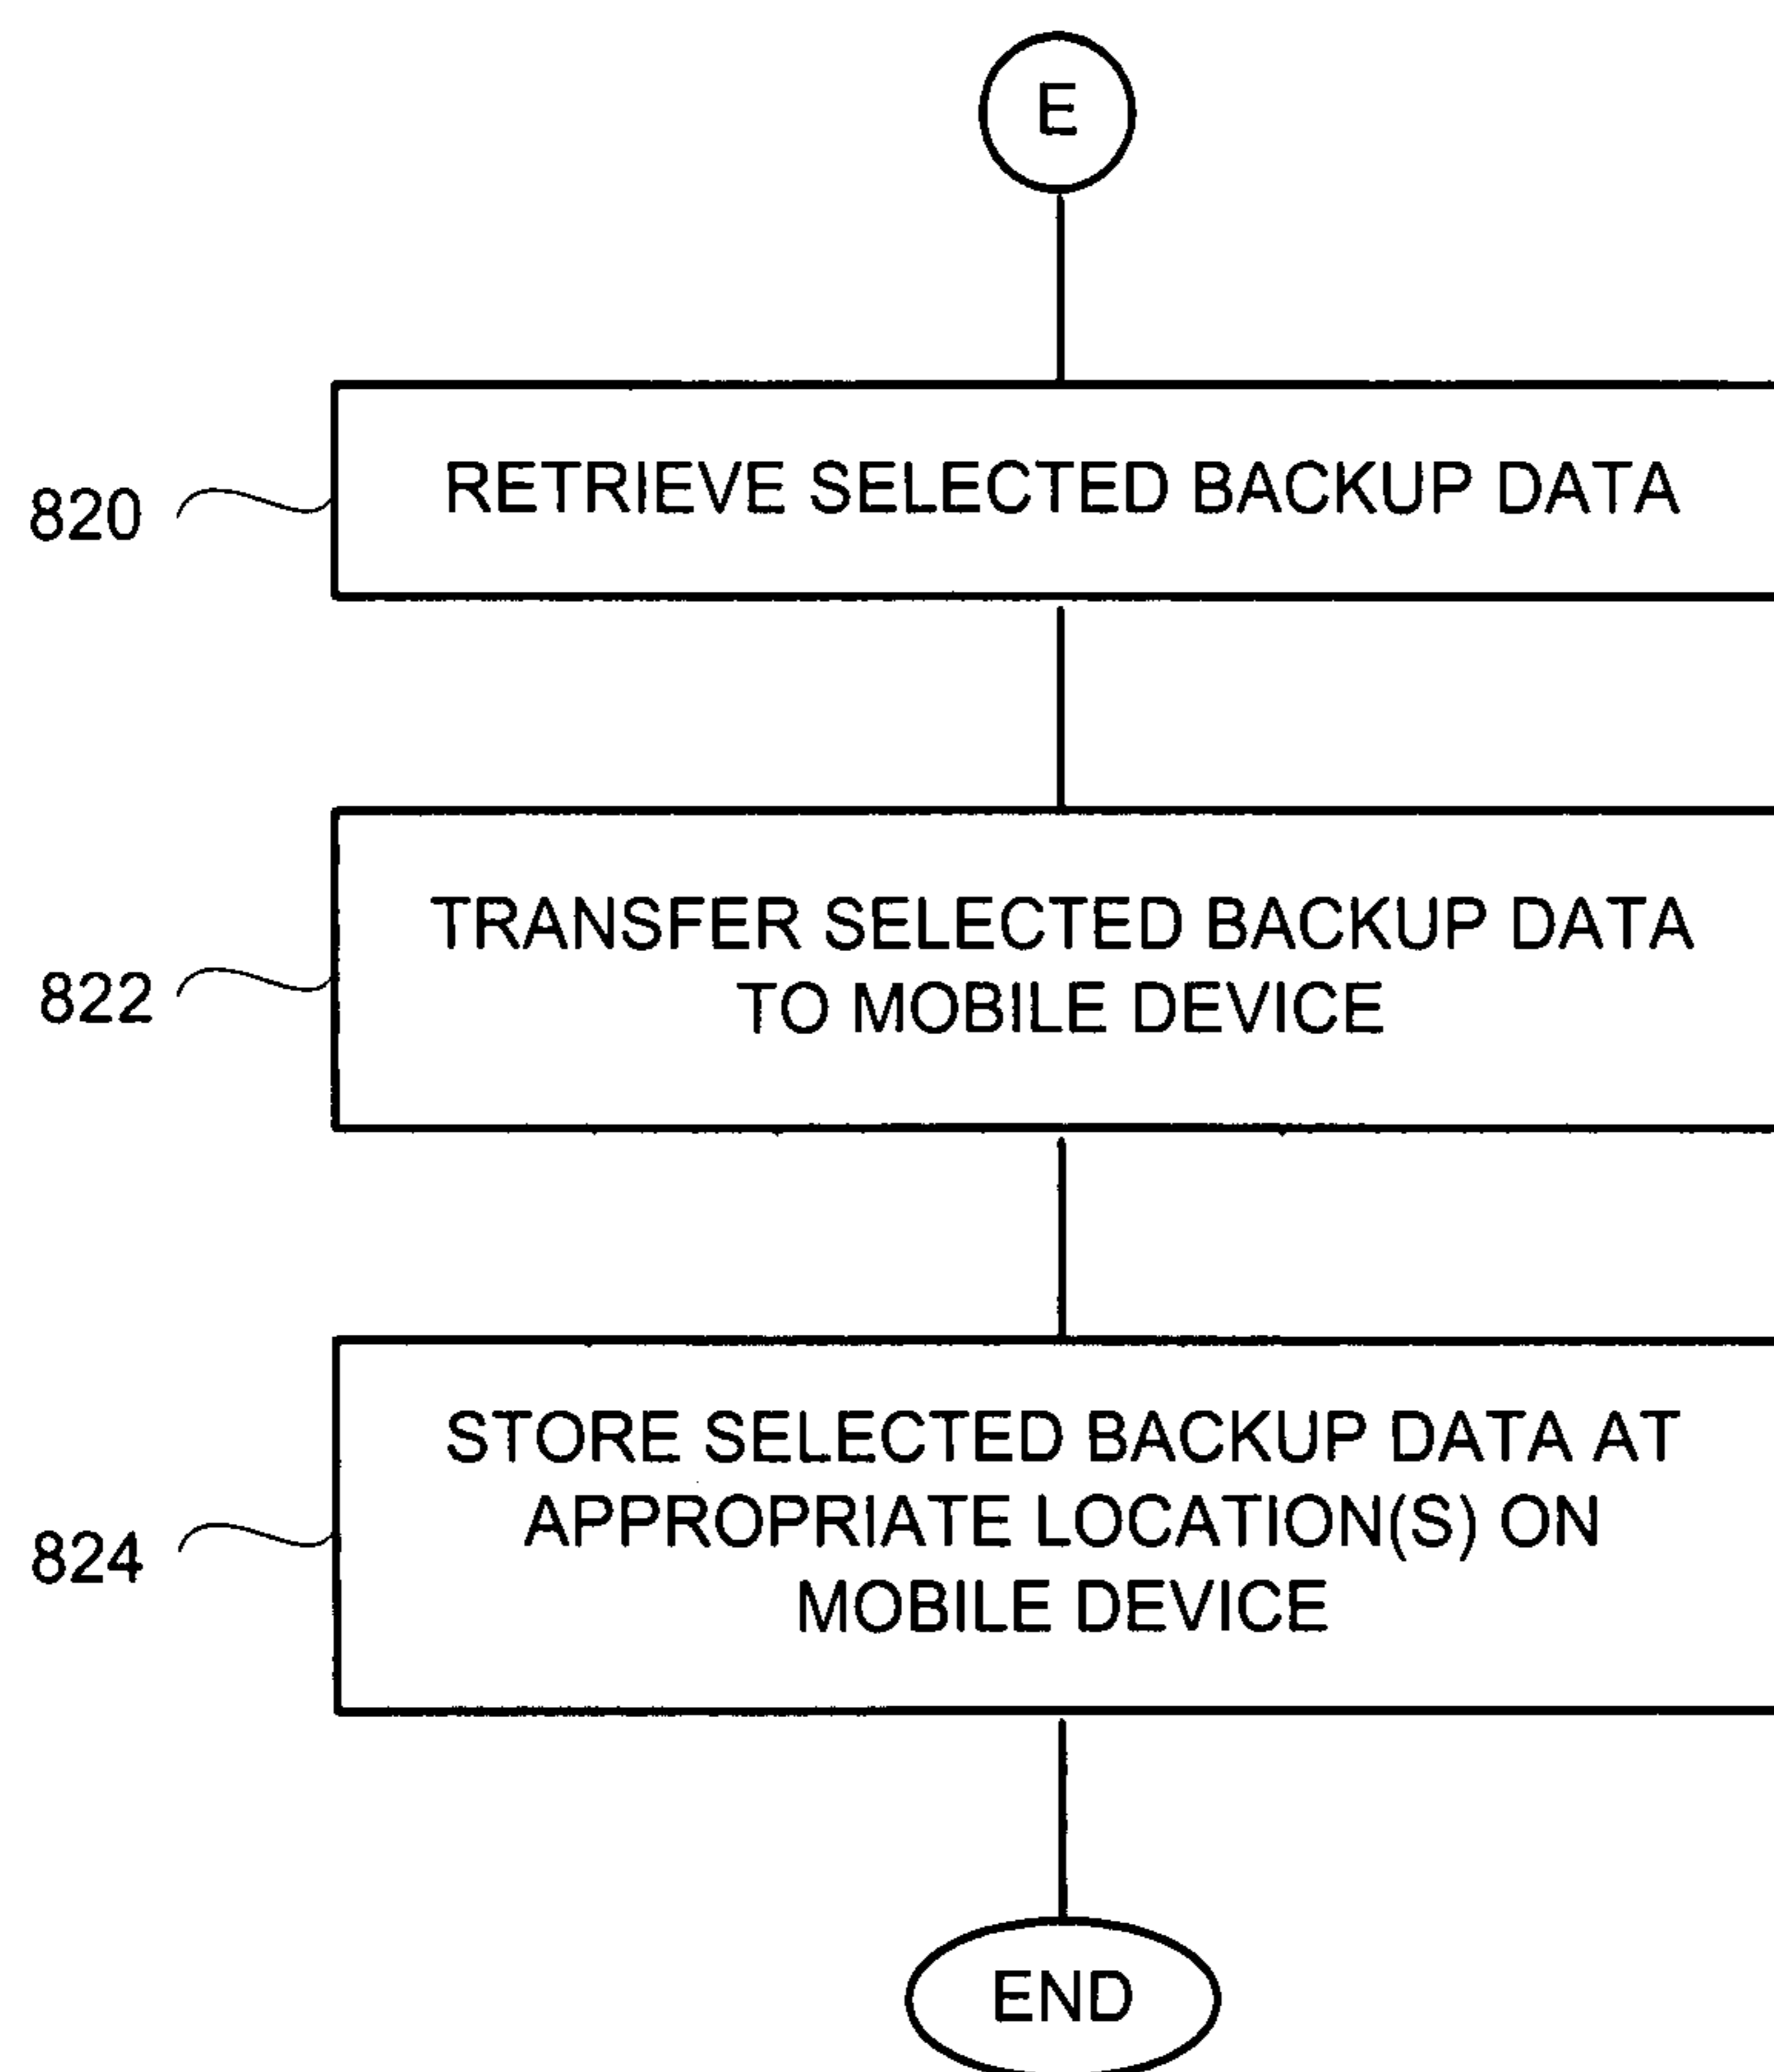 E
820
RETRIEVE SELECTED BACKUP DATA
822
TRANSFER SELECTED BACKUP DATA
TO MOBILE DEVICE
824
STORE SELECTED BACKUP DATA AT
APPROPRIATE LOCATION(S) ON
MOBILE DEVICE
END